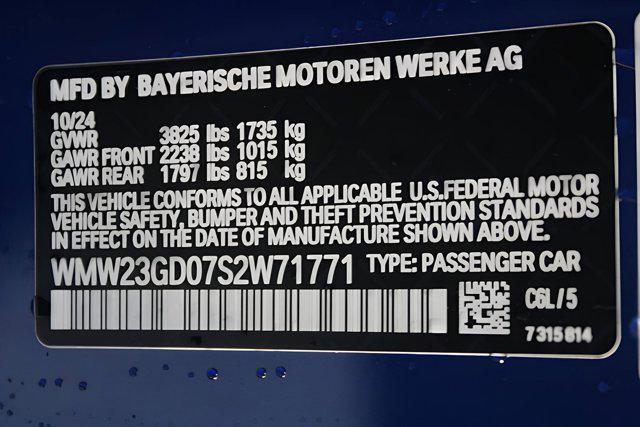 MFD BY BAYERISCHE MOTOREN WERKE AG
10/24
GVWR 3825 lbs 1735 kg
GAWR FRONT 2238 lbs 1015 kg
GAWR REAR 1797 lbs 815 kg
THIS VEHICLE CONFORMS TO ALL APPLICABLE U.S.FEDERAL MOTOR
VEHICLE SAFETY, BUMPER AND THEFT PREVENTION STANDARDS
IN EFFECT ON THE DATE OF MANUFACTURE SHOWN ABOVE.
WMW23GD07S2W71771 TYPE: PASSENGER CAR
C6L/5
7315814